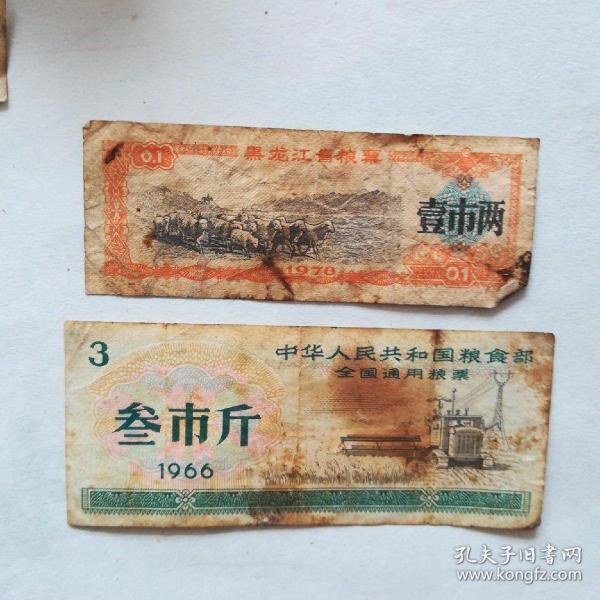 0.1
黑龙江省粮票
壹市两
1978
0.1
3
中华人民共和国粮食部
全国通用粮票
叁市斤
1966
孔夫子旧书网
www.kongfz.com